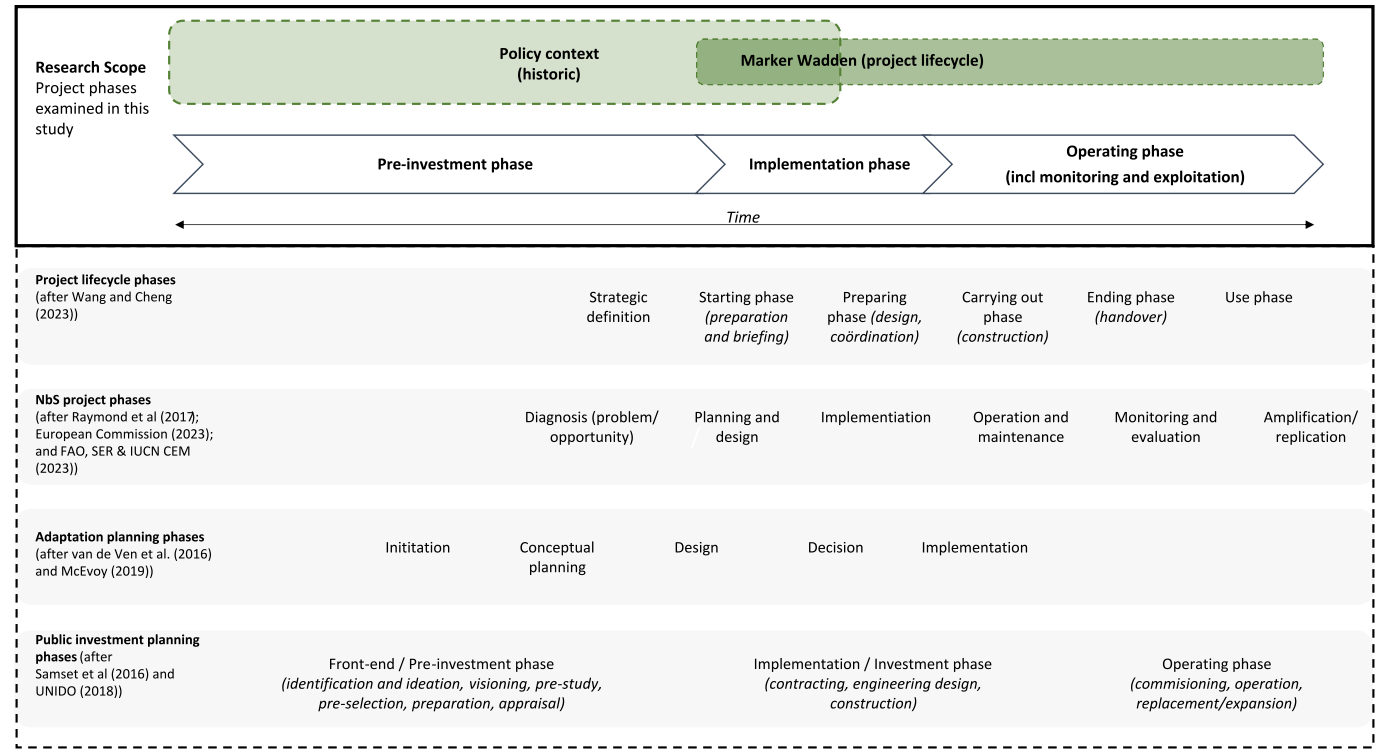 Research Scope
Project phases
examined in this
study
Policy context
(historic)
Marker Wadden (project lifecycle)
Pre-investment phase
Implementation phase
Operating phase
(incl monitoring and exploitation)
Time
Project lifecycle phases
(after Wang and Cheng
(2023))
Strategic
definition
Starting phase
(preparation
and briefing)
Preparing
phase (design,
coördination)
Carrying out
phase
(construction)
Ending phase
(handover)
Use phase
NbS project phases
(after Raymond et al (2017);
European Commission (2023);
and FAO, SER & IUCN CEM
(2023))
Diagnosis (problem/
opportunity)
Planning and
design
Implementiation
Operation and
maintenance
Monitoring and
evaluation
Amplification/
replication
Adaptation planning phases
(after van de Ven et al. (2016)
and McEvoy (2019))
Inititation
Conceptual
planning
Design
Decision
Implementation
Public investment planning
phases (after
Samset et al (2016) and
UNIDO (2018))
Front-end / Pre-investment phase
(identification and ideation, visioning, pre-study,
pre-selection, preparation, appraisal)
Implementation / Investment phase
(contracting, engineering design,
construction)
Operating phase
(commisioning, operation,
replacement/expansion)